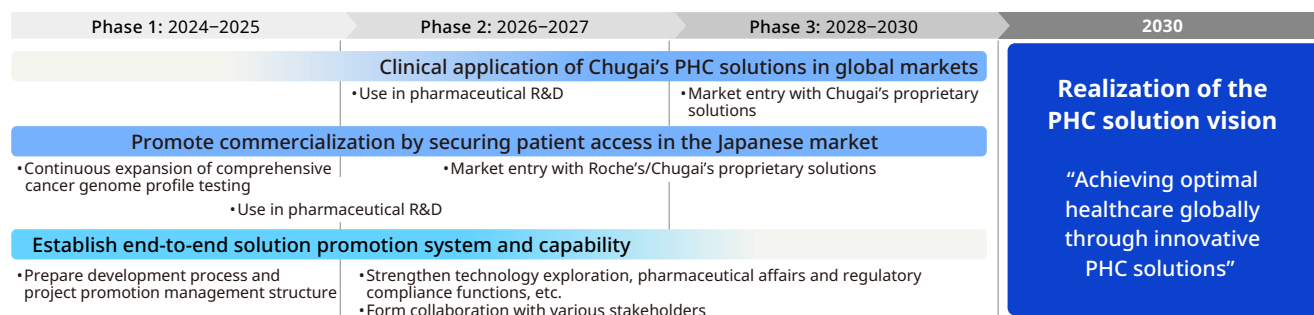 Phase 1: 2024−2025
Phase 2: 2026−2027
Phase 3: 2028−2030
2030
Clinical application of Chugai’s PHC solutions in global markets
•Use in pharmaceutical R&D
•Market entry with Chugai’s proprietary
solutions
Promote commercialization by securing patient access in the Japanese market
•Continuous expansion of comprehensive
cancer genome profile testing
•Market entry with Roche’s/Chugai’s proprietary solutions
•Use in pharmaceutical R&D
Establish end-to-end solution promotion system and capability
•Prepare development process and
project promotion management structure
•Strengthen technology exploration, pharmaceutical affairs and regulatory
compliance functions, etc.
•Form collaboration with various stakeholders
Realization of the
PHC solution vision
“Achieving optimal
healthcare globally
through innovative
PHC solutions”